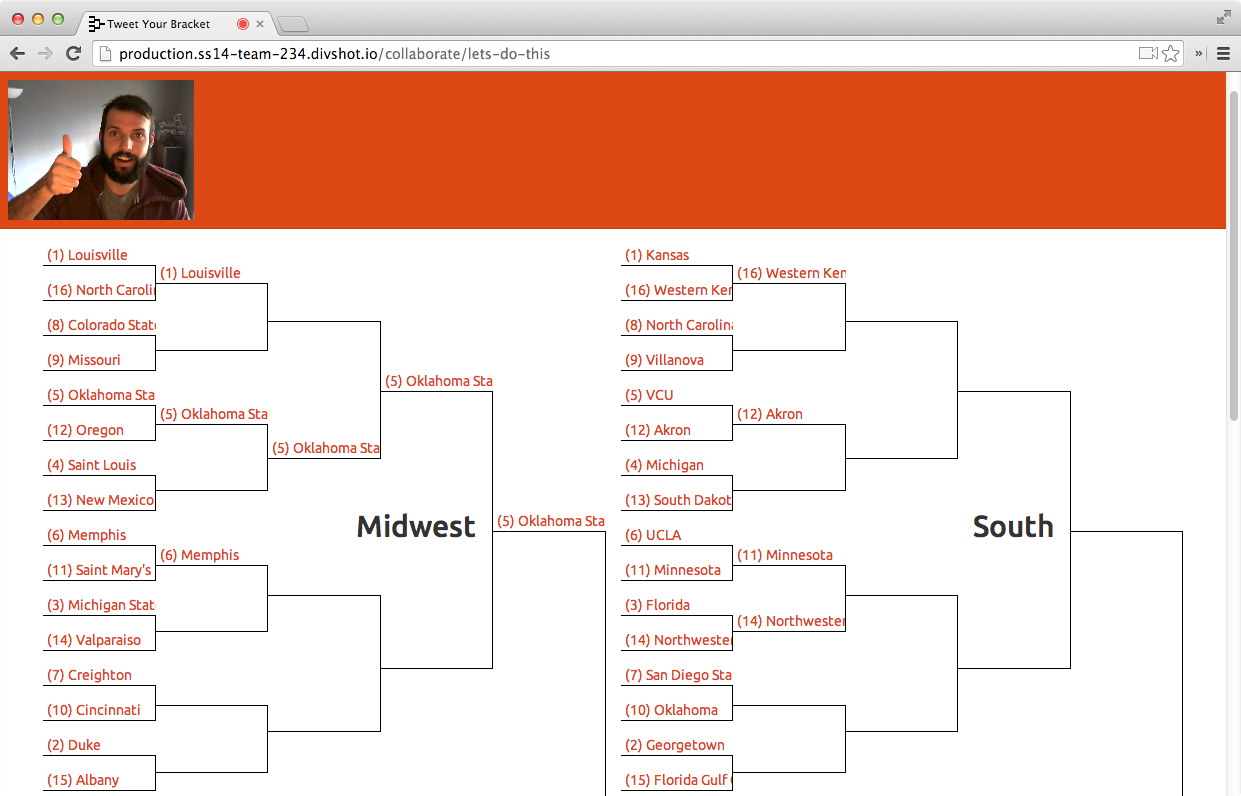 Tweet Your Bracket
production.ss14-team-234.divshot.io/collaborate/lets-do-this
(1) Louisville
(1) Louisville
(16) North Caroli
(8) Colorado Stat
(9) Missouri
(5) Oklahoma Sta
(5) Oklahoma Sta
(5) Oklahoma Sta
(12) Oregon
(5) Oklahoma Sta
(4) Saint Louis
(13) New Mexico
Midwest
(5) Oklahoma Sta
(6) Memphis
(6) Memphis
(11) Saint Mary's
(3) Michigan Stat
(14) Valparaiso
(7) Creighton
(10) Cincinnati
(2) Duke
(15) Albany
(1) Kansas
(16) Western Ken
(16) Western Ker
(8) North Carolina
(9) Villanova
(5) VCU
(12) Akron
(12) Akron
(4) Michigan
(13) South Dakot
South
(6) UCLA
(11) Minnesota
(11) Minnesota
(3) Florida
(14) Northwester
(14) Northwester
(7) San Diego Sta
(10) Oklahoma
(2) Georgetown
(15) Florida Gulf